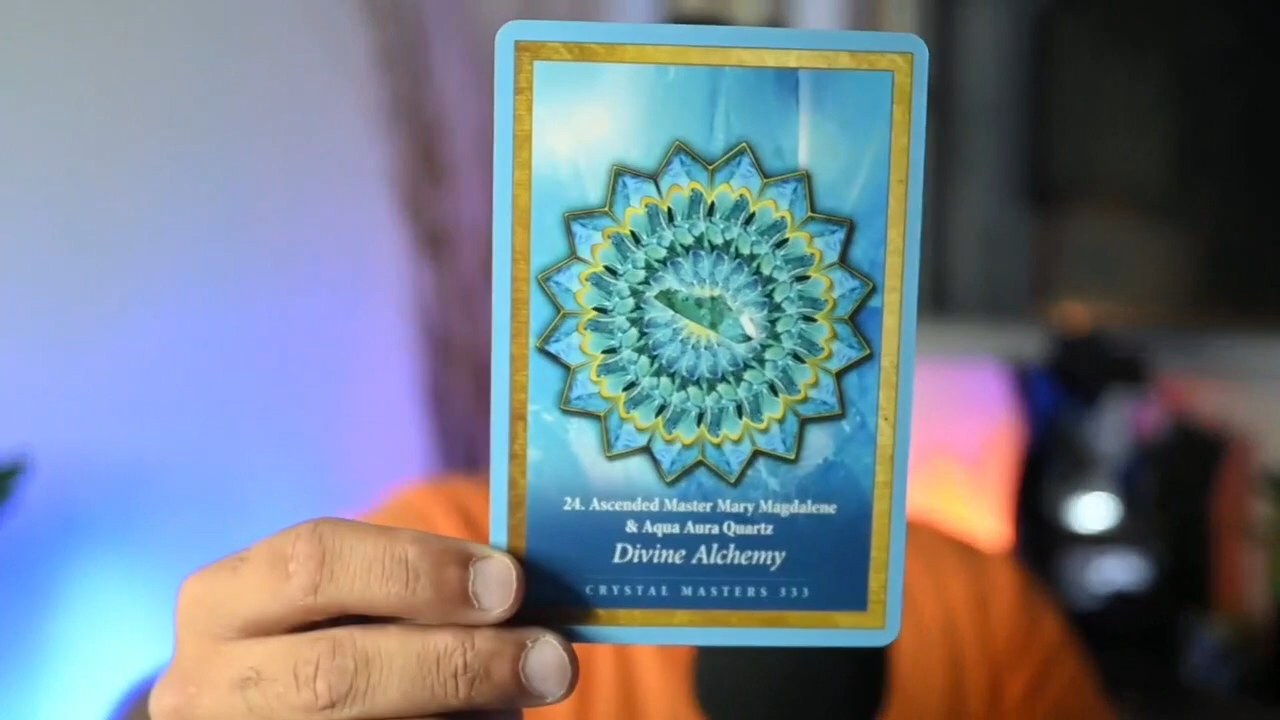 24. Ascended Master Mary Magdalene
& Aqua Aura Quartz
Divine Alchemy
CRYSTAL MASTERS 333